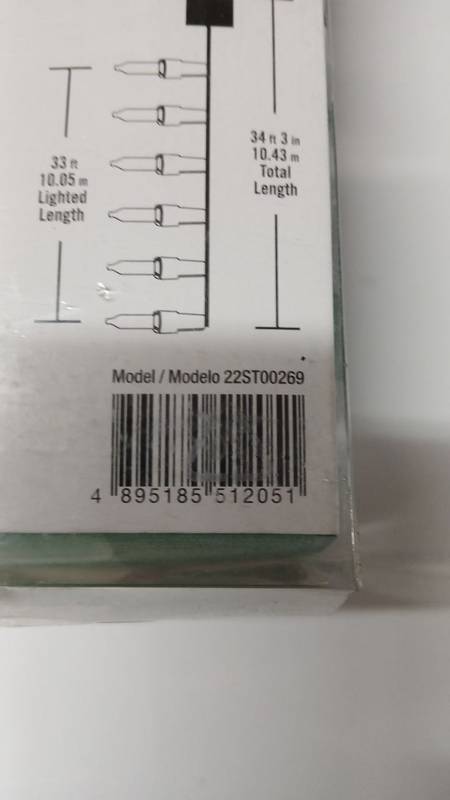 33 ft
10.05 m
Lighted
Length
34 ft 3 in
10.43 m
Total
Length
Model / Modelo 22ST00269
4 895185 512051